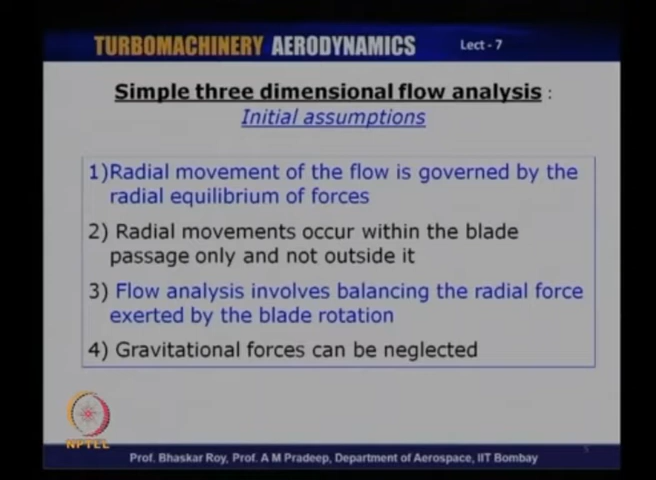 TURBOMACHINERY AERODYNAMICS Lect - 7
Simple three dimensional flow analysis :
Initial assumptions
1)Radial movement of the flow is governed by the
radial equilibrium of forces
2) Radial movements occur within the blade
passage only and not outside it
3) Flow analysis involves balancing the radial force
exerted by the blade rotation
4) Gravitational forces can be neglected
NPTEL
5
Prof. Bhaskar Roy, Prof. A M Pradeep, Department of Aerospace, IIT Bombay